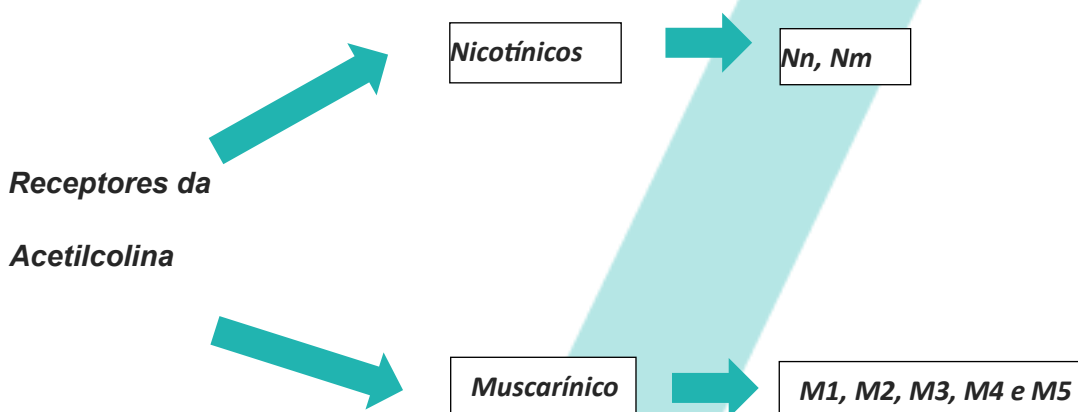 Nicotínicos
Nn, Nm
Receptores da
Acetilcolina
Muscarínico
M1, M2, M3, M4 e M5